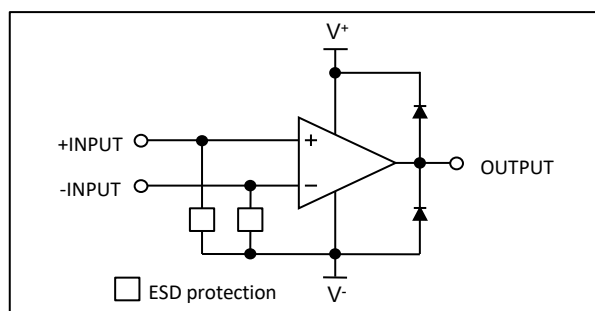 V+
+INPUT
+
-INPUT
−
OUTPUT
V-
ESD protection